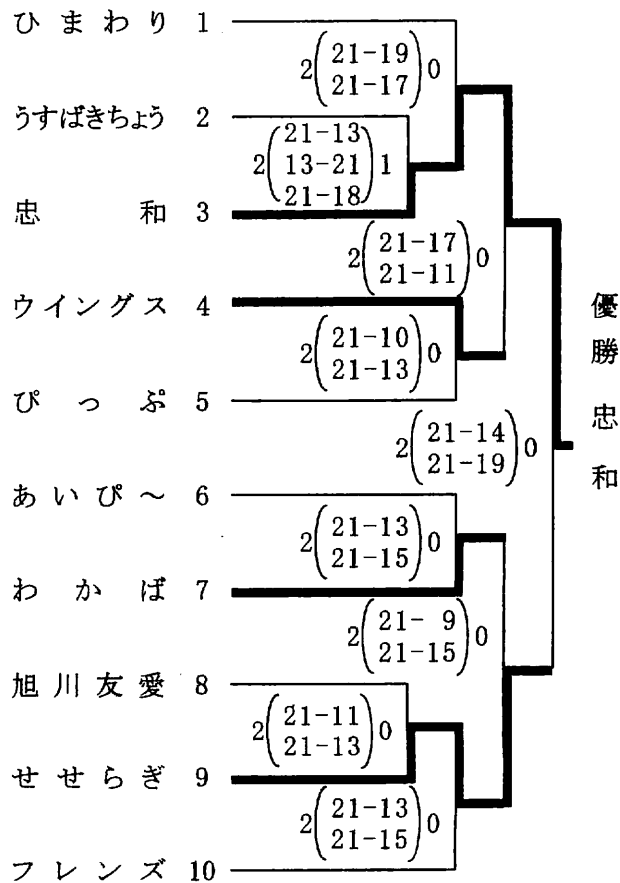 ひまわり 1
2(21-19 21-17)0
うすばきちょう 2
2(21-13 13-21 21-18)1
忠和 3
2(21-17 21-11)0
ウイングス 4
2(21-10 21-13)0
ぴっぷ 5
2(21-14 21-19)0
優勝 忠和
あいぴ～ 6
2(21-13 21-15)0
わかば 7
2(21-9 21-15)0
旭川友愛 8
2(21-11 21-13)0
せせらぎ 9
2(21-13 21-15)0
フレンズ 10